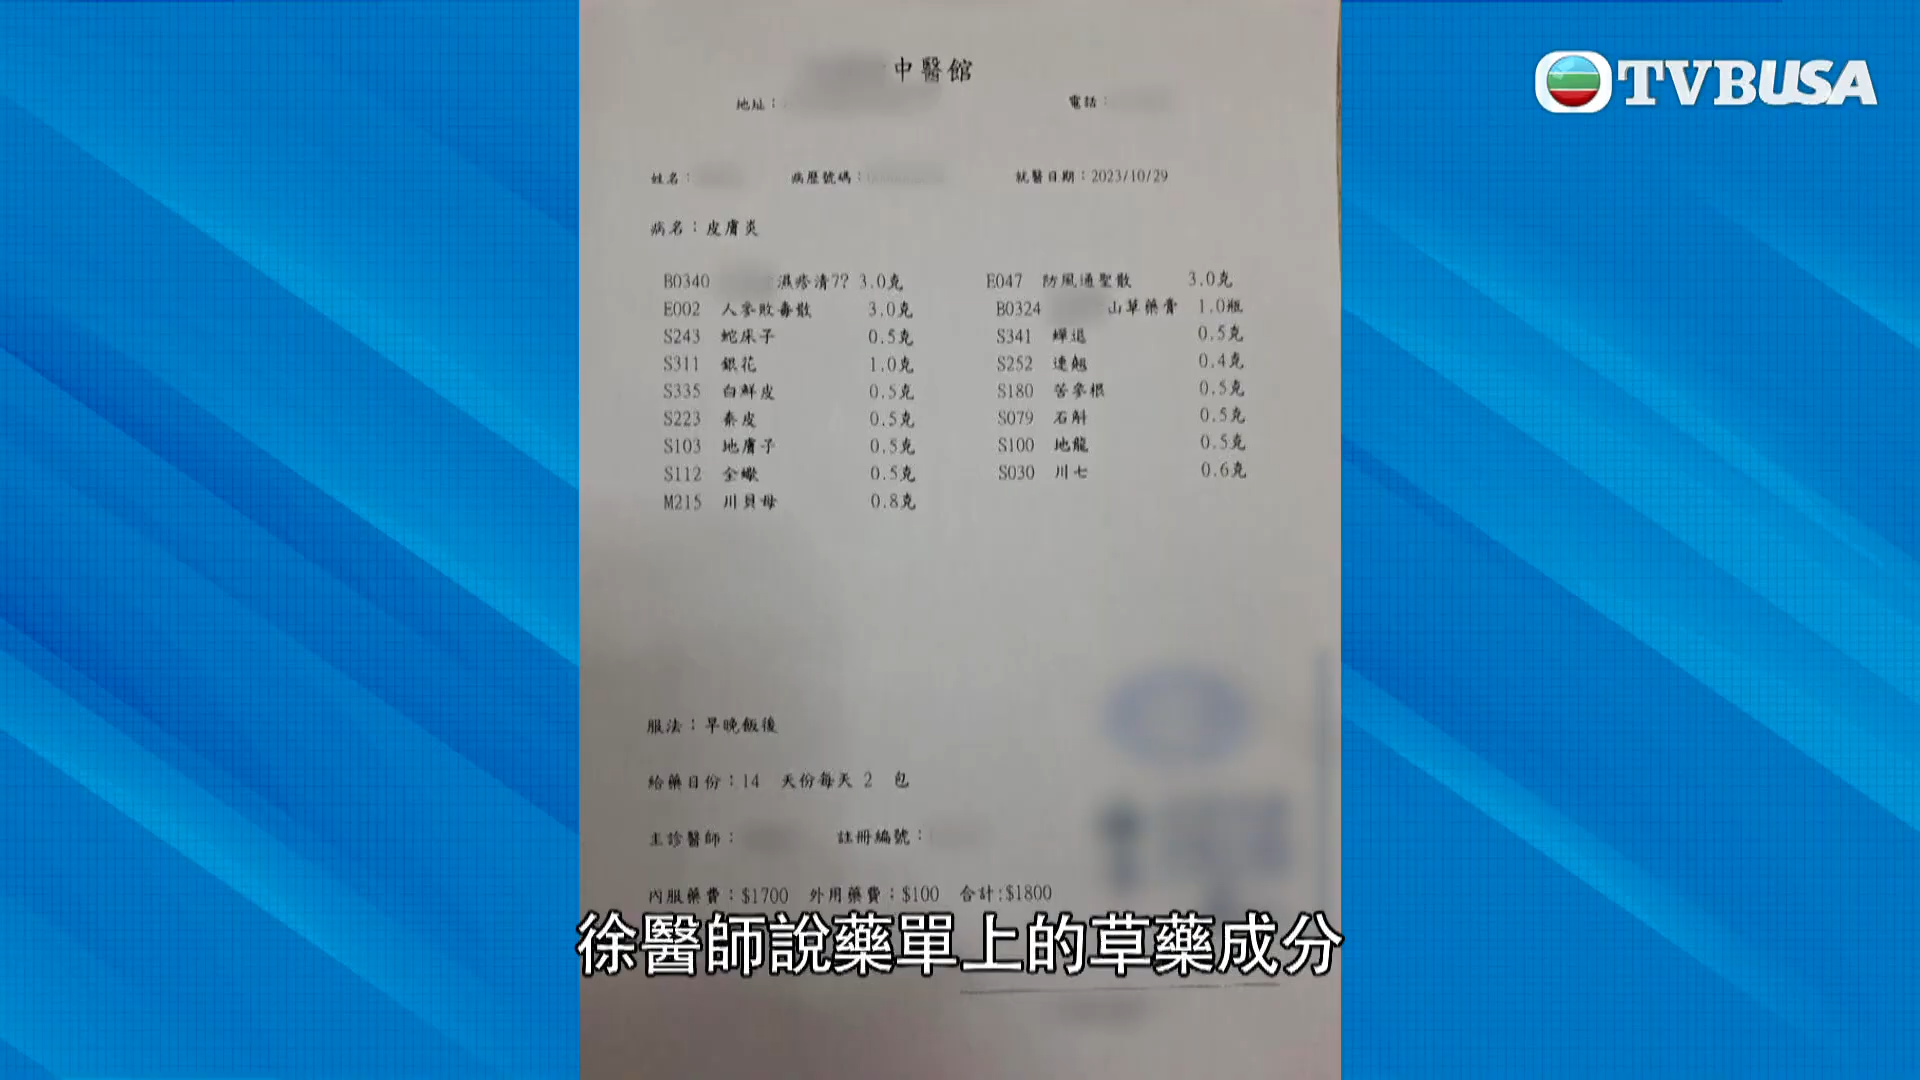 TVBUSA
中醫館
地址： 電話：
姓名： 病歷號碼： 就醫日期：2023/10/29
病名：皮膚炎
B0340 濕疹清7? 3.0克 E047 防風通聖散 3.0克
E002 人參敗毒散 3.0克 B0324 山草藥膏 1.0瓶
S243 蛇床子 0.5克 S341 蟬退 0.5克
S311 銀花 1.0克 S252 連翹 0.4克
S335 白鮮皮 0.5克 S180 苦參根 0.5克
S223 秦皮 0.5克 S079 石斛 0.5克
S103 地膚子 0.5克 S100 地龍 0.5克
S112 全蠍 0.5克 S030 川七 0.6克
M215 川貝母 0.8克
服法：早晚飯後
給藥日份：14 天份每天 2 包
主診醫師： 註冊編號：
內服藥費：$1700 外用藥費：$100 合計:$1800
徐醫師說藥單上的草藥成分